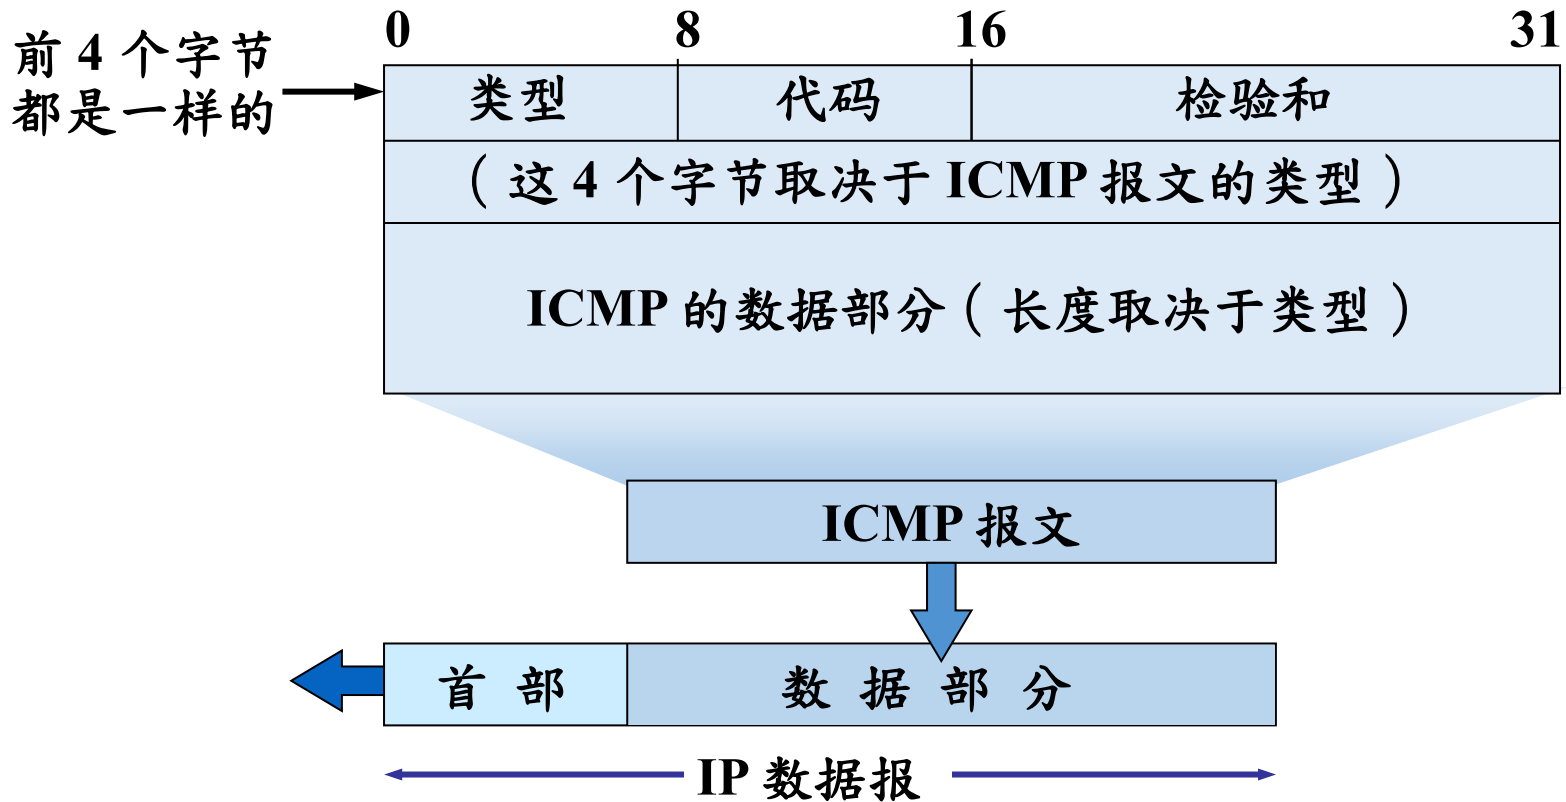 0 8 16 31
前 4 个字节
都是一样的
类型 代码 检验和
（这 4 个字节取决于 ICMP 报文的类型）
ICMP 的数据部分（长度取决于类型）
ICMP 报文
首 部 数 据 部 分
IP 数据报